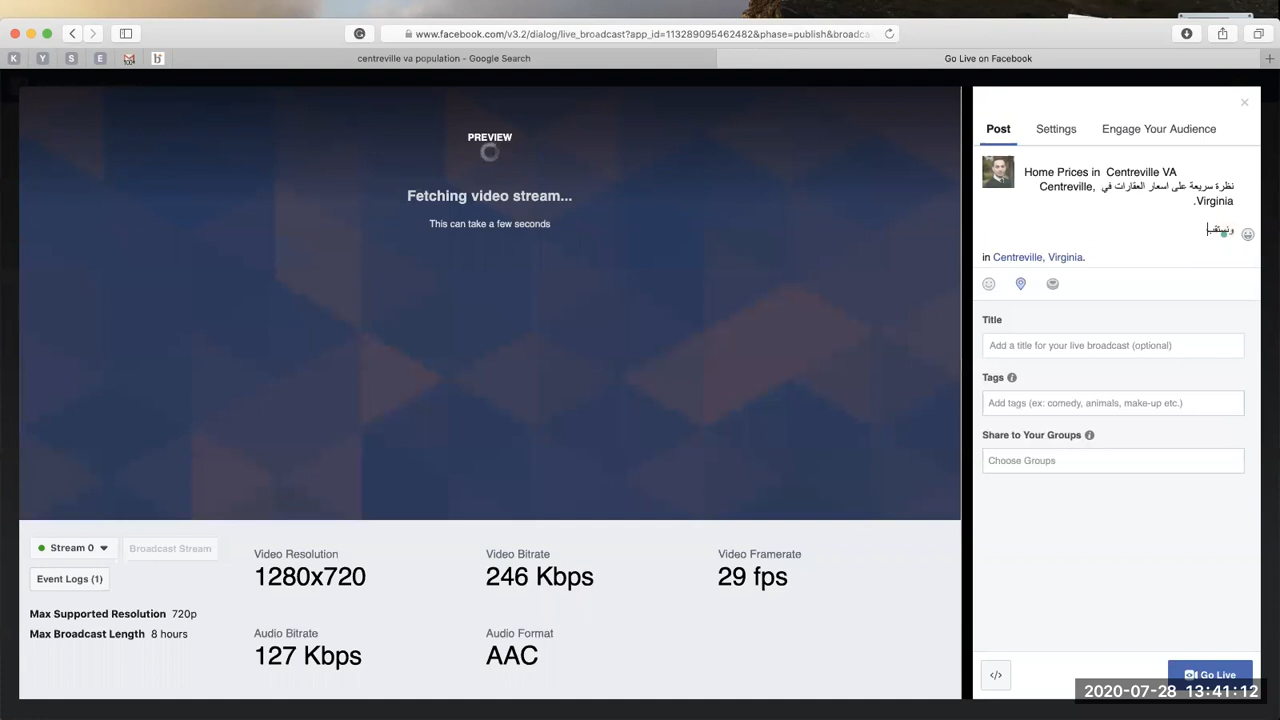 www.facebook.com/v3.2/dialog/live_broadcast?app_id=113289095462482&phase=publish&broadca
K Y S E
centreville va population - Google Search
Go Live on Facebook
PREVIEW
Fetching video stream...
This can take a few seconds
Post Settings Engage Your Audience
Home Prices in Centreville VA
نظرة سريعة على اسعار العقارات في Centreville,
Virginia.
ونستقب
in Centreville, Virginia.
Title
Add a title for your live broadcast (optional)
Tags
Add tags (ex: comedy, animals, make-up etc.)
Share to Your Groups
Choose Groups
Stream 0 Broadcast Stream
Event Logs (1)
Max Supported Resolution 720p
Max Broadcast Length 8 hours
Video Resolution
1280x720
Video Bitrate
246 Kbps
Video Framerate
29 fps
Audio Bitrate
127 Kbps
Audio Format
AAC
</>
Go Live
2020-07-28 13:41:12